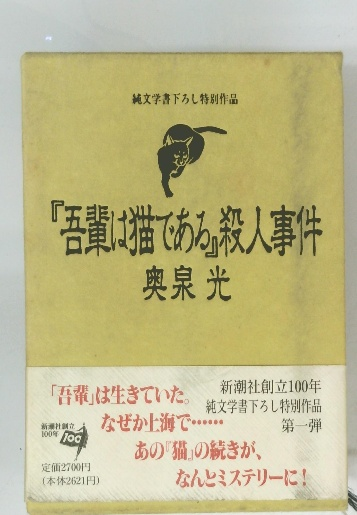 純文学書下ろし特別作品
『吾輩は猫である』殺人事件
奥泉光
「吾輩」は生きていた。
なぜか上海で……
あの『猫』の続きが、
なんとミステリーに！
新潮社創立100年
純文学書下ろし特別作品
第一弾
新潮社創立
100年
100
定価2700円
(本体2621円)